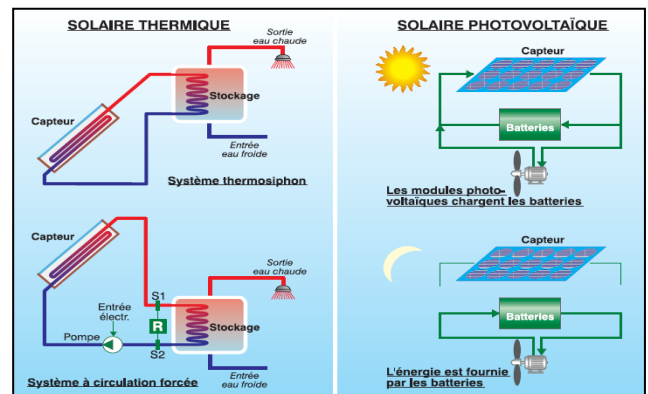 SOLAIRE THERMIQUE
Sortie
eau chaude
Stockage
Capteur
Entrée
eau froide
Système thermosiphon
Capteur
Sortie
eau chaude
Entrée
électr.
S1
R
Stockage
Pompe
S2
Entrée
eau froide
Système à circulation forcée
SOLAIRE PHOTOVOLTAÏQUE
Capteur
Batteries
Les modules photo-
voltaïques chargent les batteries
Capteur
Batteries
L'énergie est fournie
par les batteries